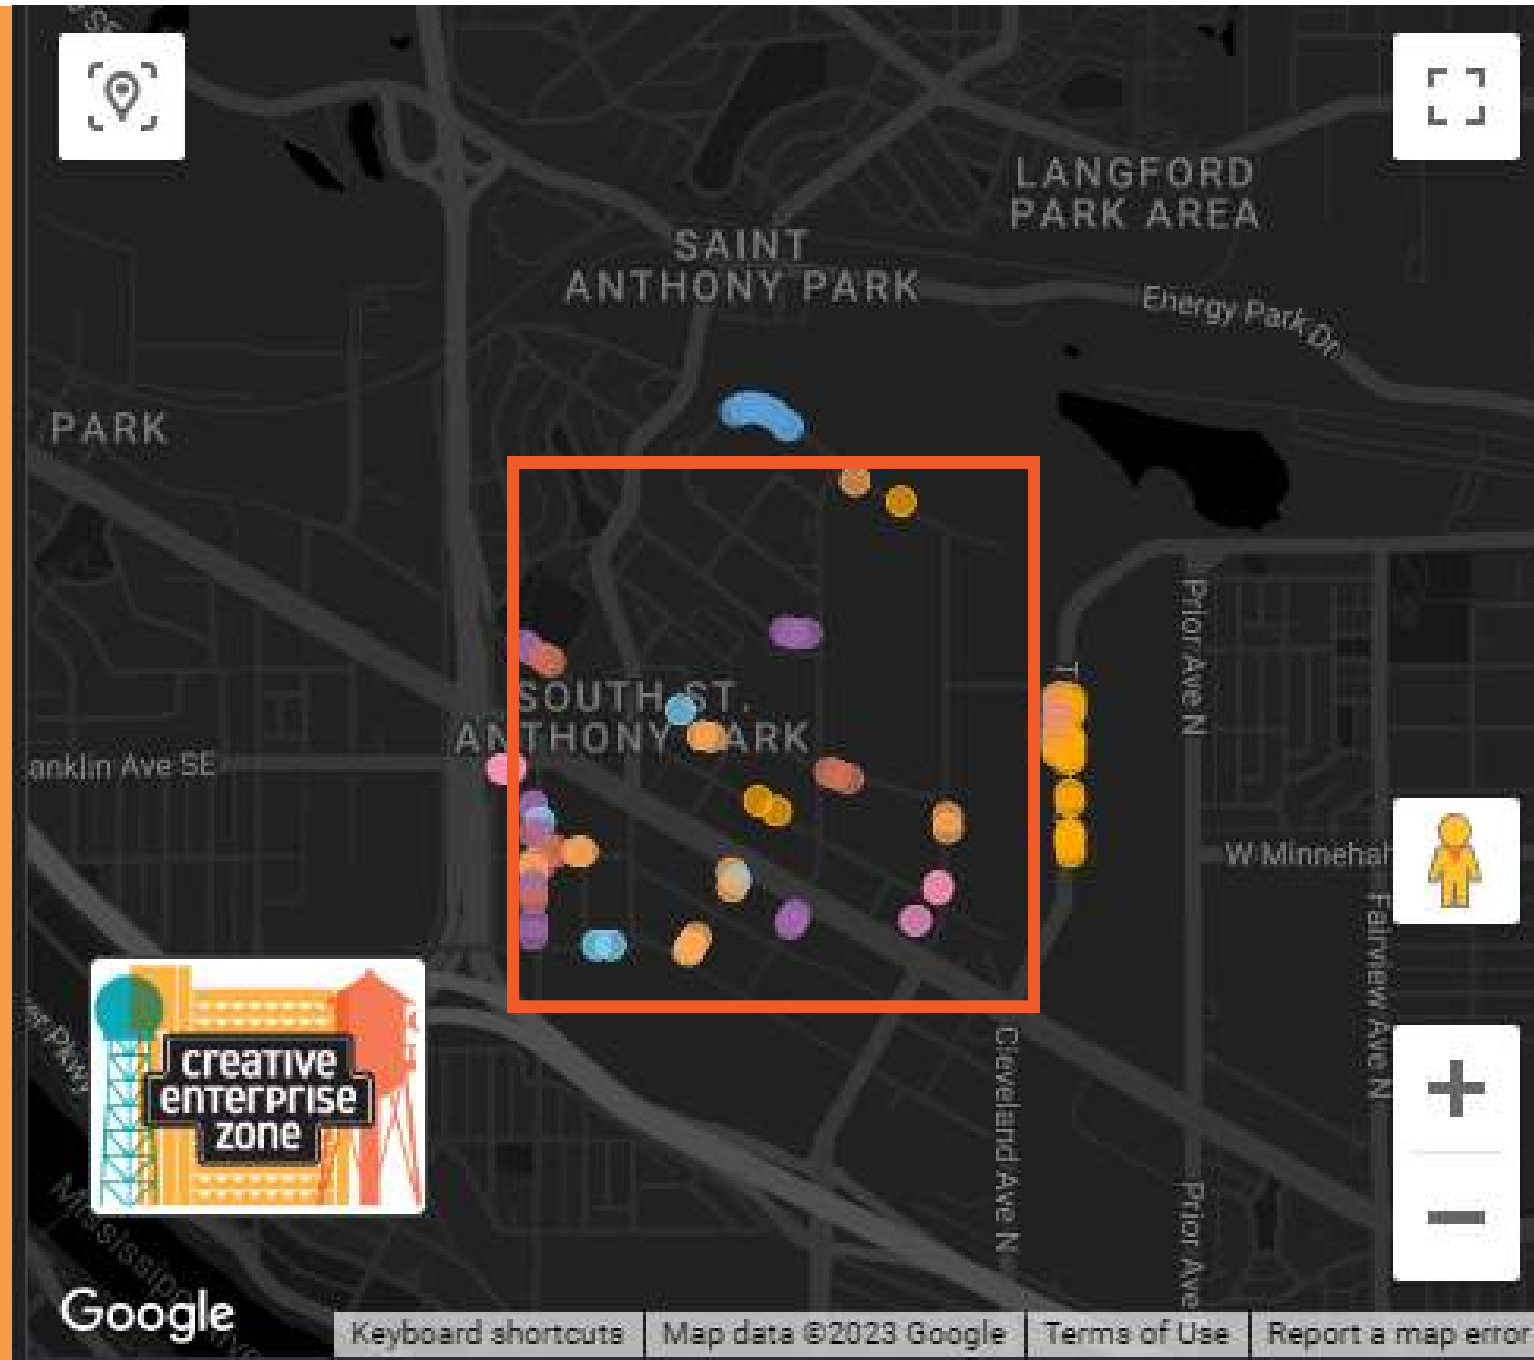 LANGFORD
PARK AREA
SAINT
ANTHONY PARK
Energy Park Dr
PARK
Prior Ave N
SOUTH ST.
ANTHONY PARK
anklin Ave SE
W Minnehah
Fairview Ave N
creative
enterprise
zone
Cleveland Ave N
Prior Ave
Google
Keyboard shortcuts
Map data ©2023 Google
Terms of Use
Report a map error